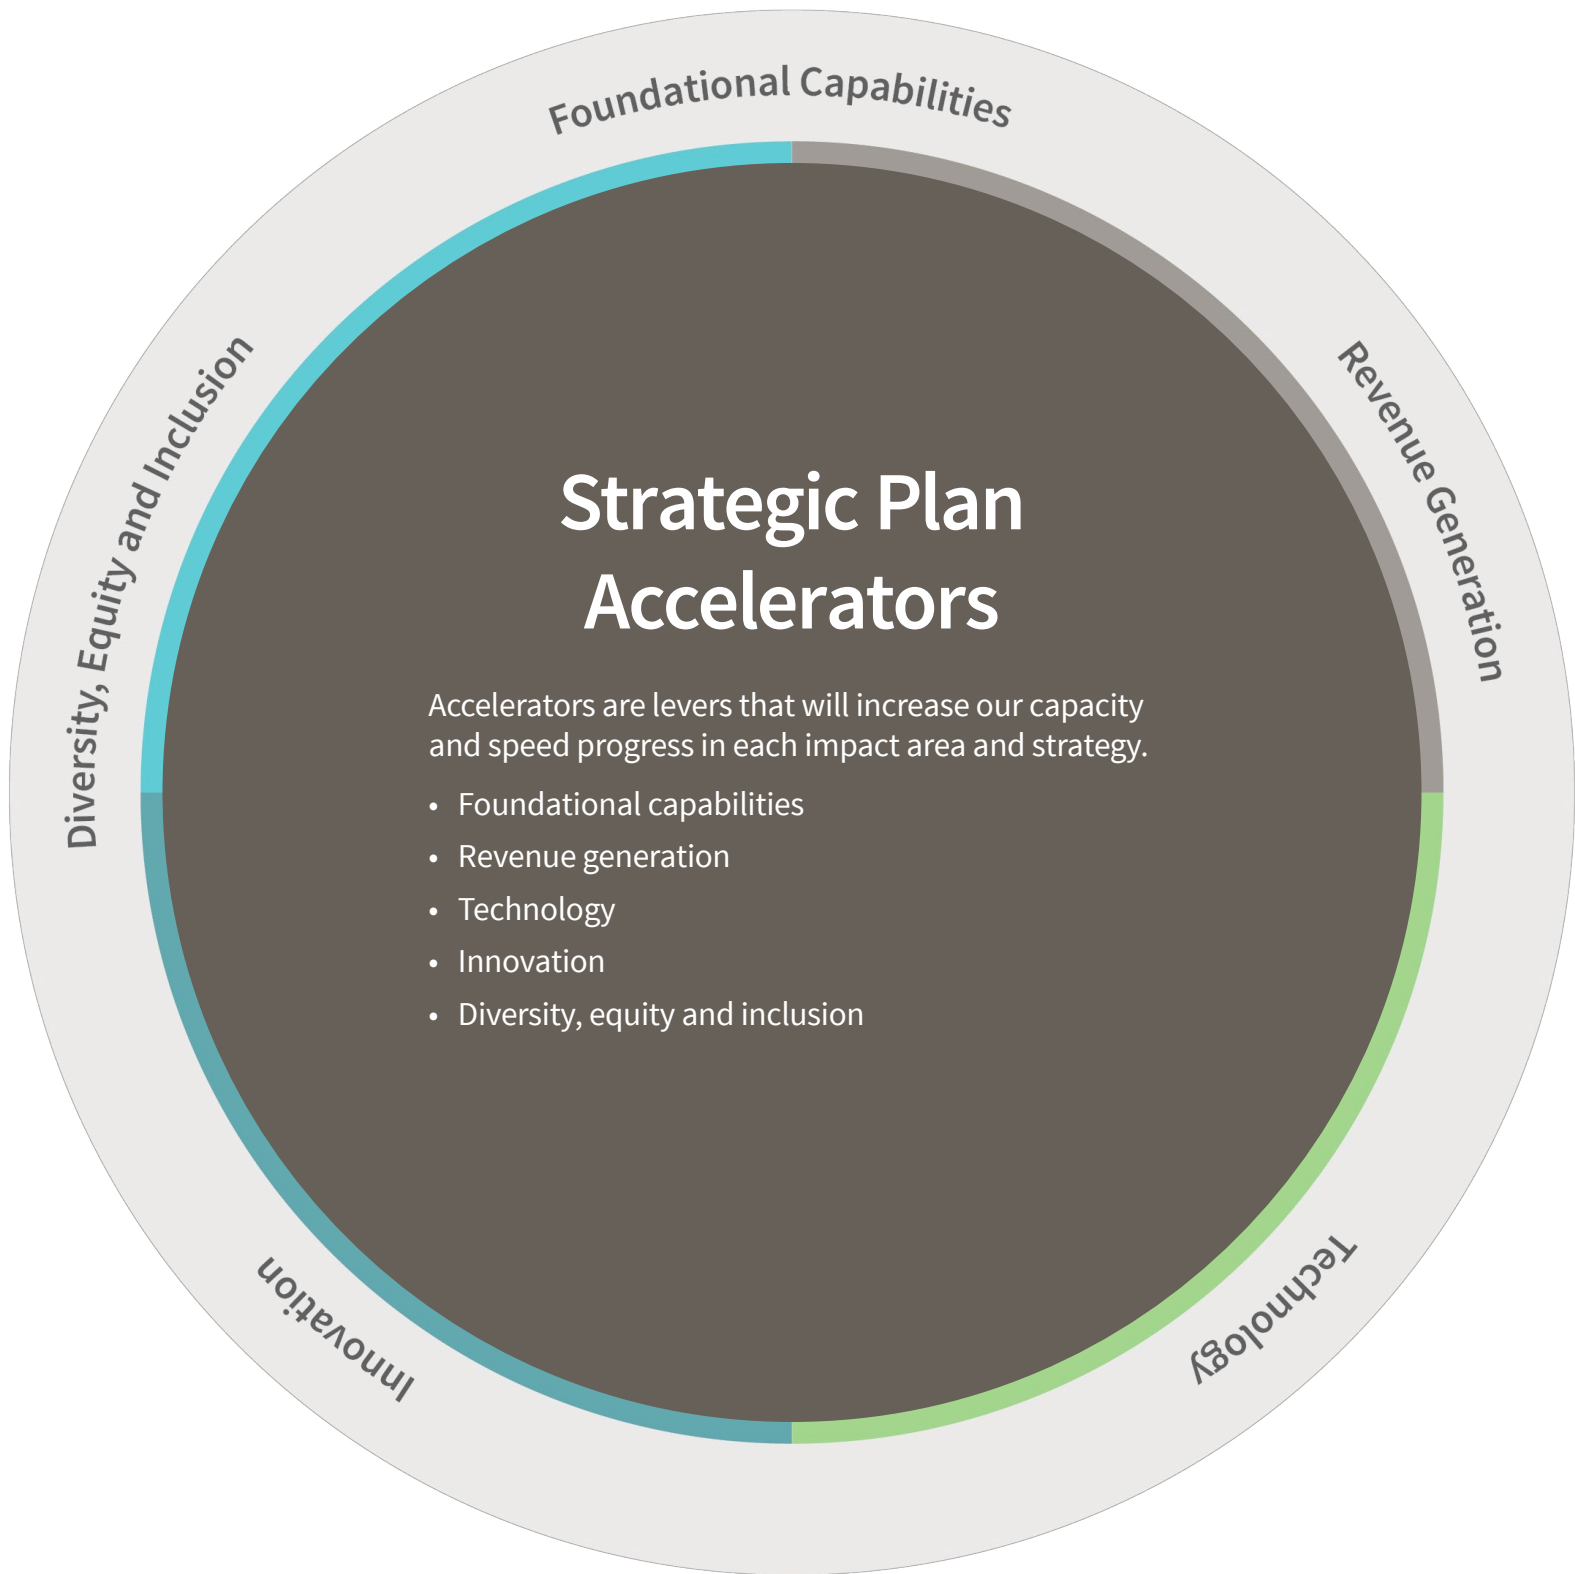 Foundational Capabilities
Revenue Generation
Technology
Innovation
Diversity, Equity and Inclusion
Strategic Plan
Accelerators
Accelerators are levers that will increase our capacity
and speed progress in each impact area and strategy.
• Foundational capabilities
• Revenue generation
• Technology
• Innovation
• Diversity, equity and inclusion